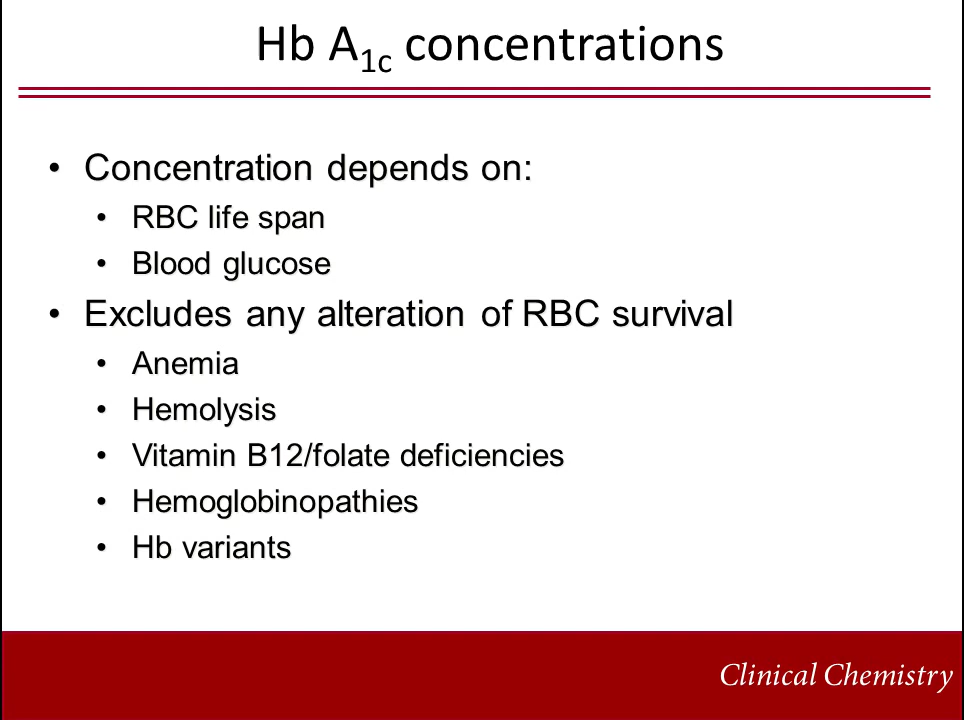 Hb A1c concentrations
• Concentration depends on:
• RBC life span
• Blood glucose
• Excludes any alteration of RBC survival
• Anemia
• Hemolysis
• Vitamin B12/folate deficiencies
• Hemoglobinopathies
• Hb variants
Clinical Chemistry